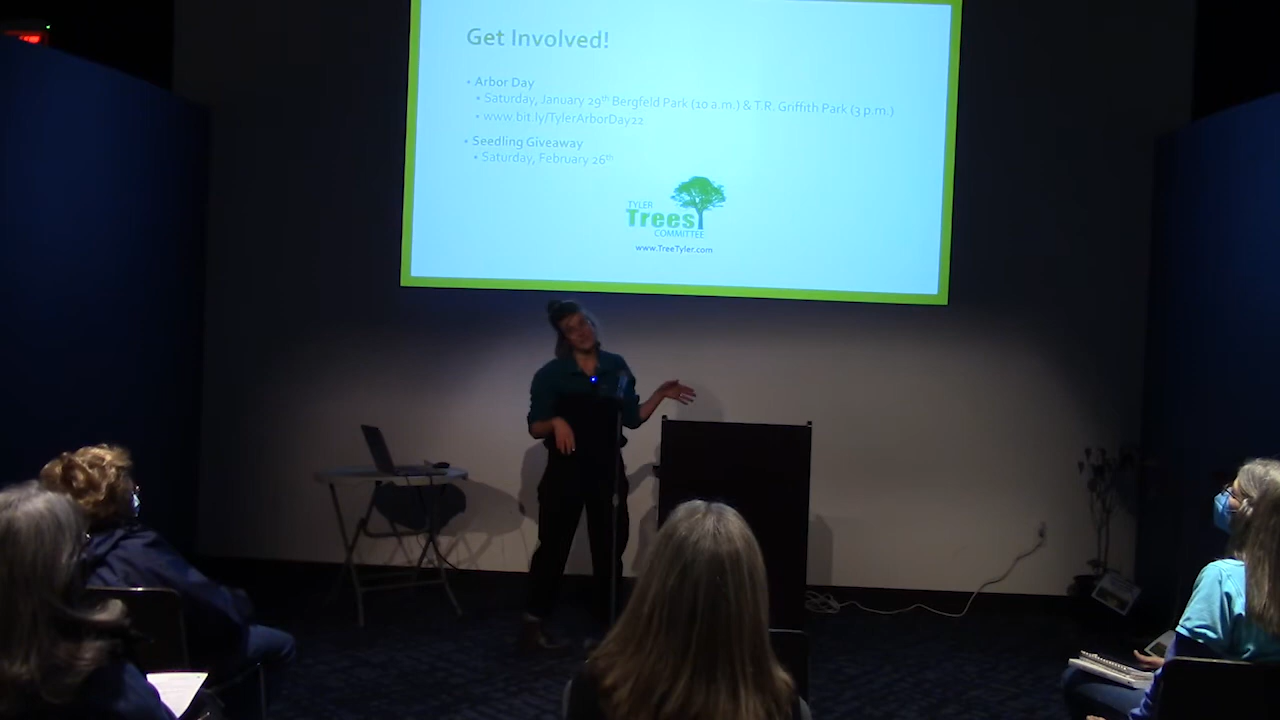 Get Involved!
• Arbor Day
• Saturday, January 29th Bergfeld Park (10 a.m.) & T.R. Griffith Park (3 p.m.)
• www.bit.ly/TylerArborDay22
• Seedling Giveaway
• Saturday, February 26th
TYLER
Trees
COMMITTEE
www.TreeTyler.com